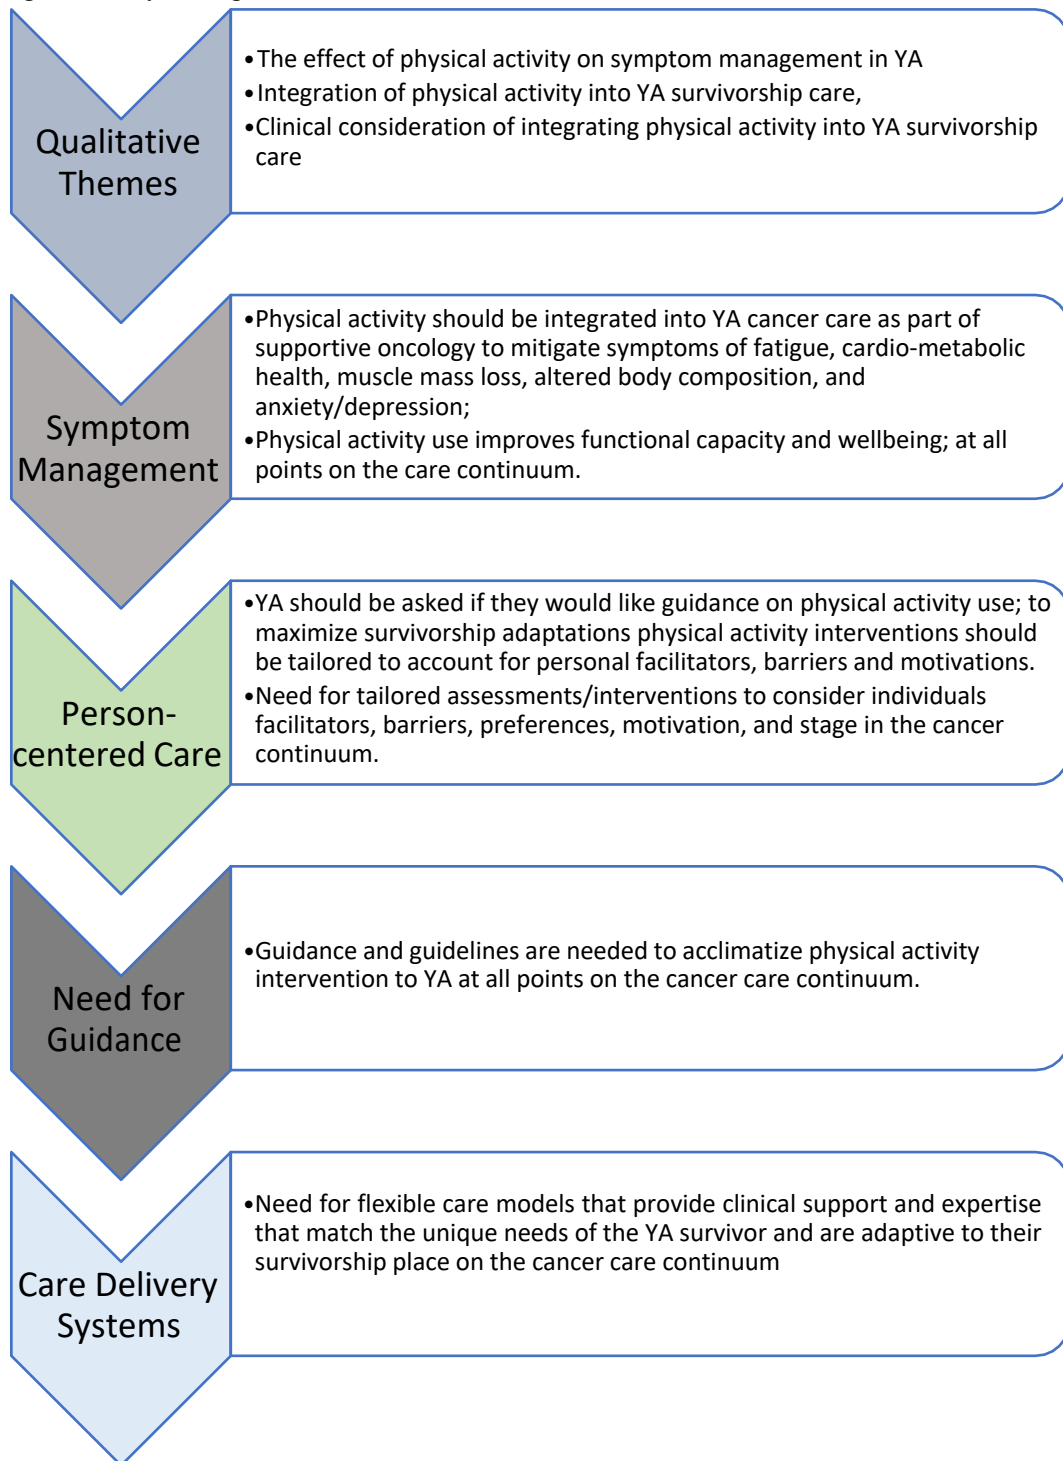 Qualitative
Themes
•The effect of physical activity on symptom management in YA
•Integration of physical activity into YA survivorship care,
•Clinical consideration of integrating physical activity into YA survivorship
care
Symptom
Management
•Physical activity should be integrated into YA cancer care as part of
supportive oncology to mitigate symptoms of fatigue, cardio-metabolic
health, muscle mass loss, altered body composition, and
anxiety/depression;
•Physical activity use improves functional capacity and wellbeing; at all
points on the care continuum.
Person-
centered Care
•YA should be asked if they would like guidance on physical activity use; to
maximize survivorship adaptations physical activity interventions should
be tailored to account for personal facilitators, barriers and motivations.
•Need for tailored assessments/interventions to consider individuals
facilitators, barriers, preferences, motivation, and stage in the cancer
continuum.
Need for
Guidance
•Guidance and guidelines are needed to acclimatize physical activity
intervention to YA at all points on the cancer care continuum.
Care Delivery
Systems
•Need for flexible care models that provide clinical support and expertise
that match the unique needs of the YA survivor and are adaptive to their
survivorship place on the cancer care continuum